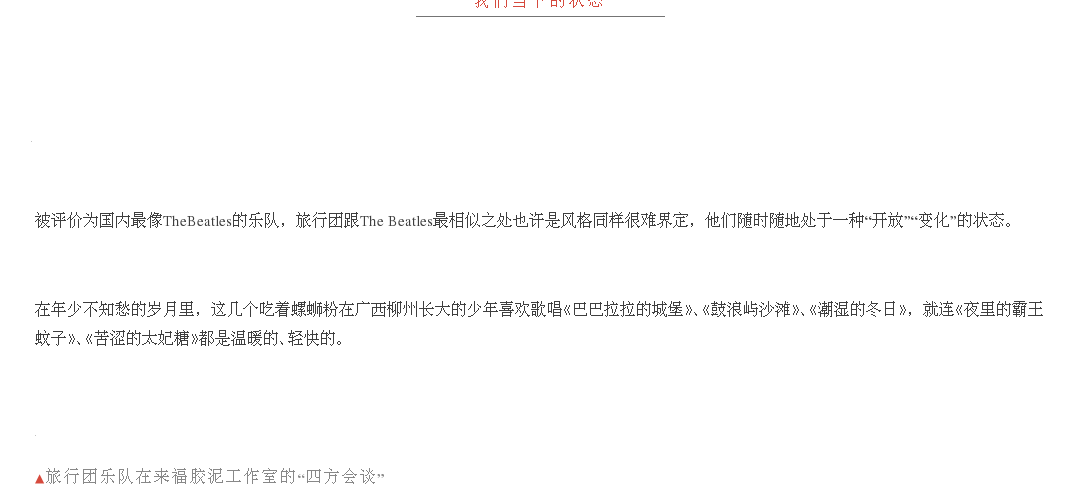 我们当下的状态
被评价为国内最像TheBeatles的乐队，旅行团跟The Beatles最相似之处也许是风格同样很难界定，他们随时随地处于一种“开放”“变化”的状态。
在年少不知愁的岁月里，这几个吃着螺蛳粉在广西柳州长大的少年喜欢歌唱《巴巴拉拉的城堡》、《鼓浪屿沙滩》、《潮湿的冬日》，就连《夜里的霸王
蚊子》、《苦涩的太妃糖》都是温暖的、轻快的。
▲旅行团乐队在来福胶泥工作室的“四方会谈”